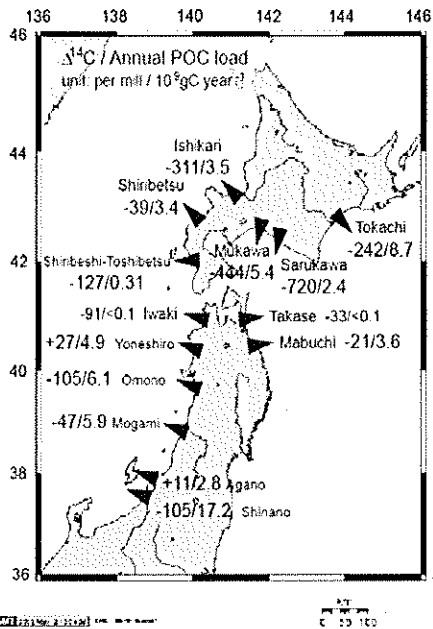 136 138 140 142 144 146
46
Δ¹⁴C / Annual POC load
unit: per mill / 10⁹gC year⁻¹
Ishikari
-311/3.5
44
Shiribetsu
-39/3.4
Tokachi
-242/8.7
Mukawa
-444/5.4
Sarukawa
-720/2.4
Shiribeshi-Toshibetsu
-127/0.31
42
-91/<0.1 Iwaki
Takase -33/<0.1
+27/4.9 Yoneshiro
Mabuchi -21/3.6
40
-105/6.1 Omono
-47/5.9 Mogami
38
+11/2.8 Agano
-105/17.2 Shinano
36
km
0 50 100